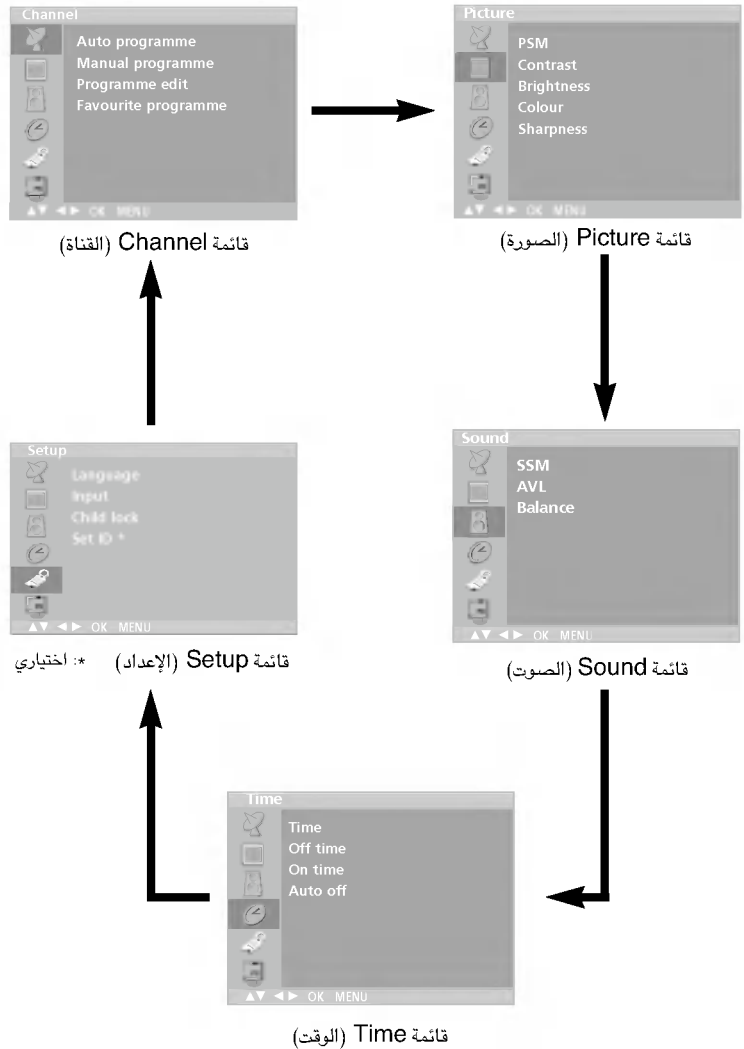 Channel
Auto programme
Manual programme
Programme edit
Favourite programme
OK MENU
قائمة Channel (القناة)
Picture
PSM
Contrast
Brightness
Colour
Sharpness
OK MENU
قائمة Picture (الصورة)
Setup
Language
Input
Child lock
Set ID *
OK MENU
قائمة Setup (الإعداد)
*: اختياري
Sound
SSM
AVL
Balance
OK MENU
قائمة Sound (الصوت)
Time
Time
Off time
On time
Auto off
OK MENU
قائمة Time (الوقت)